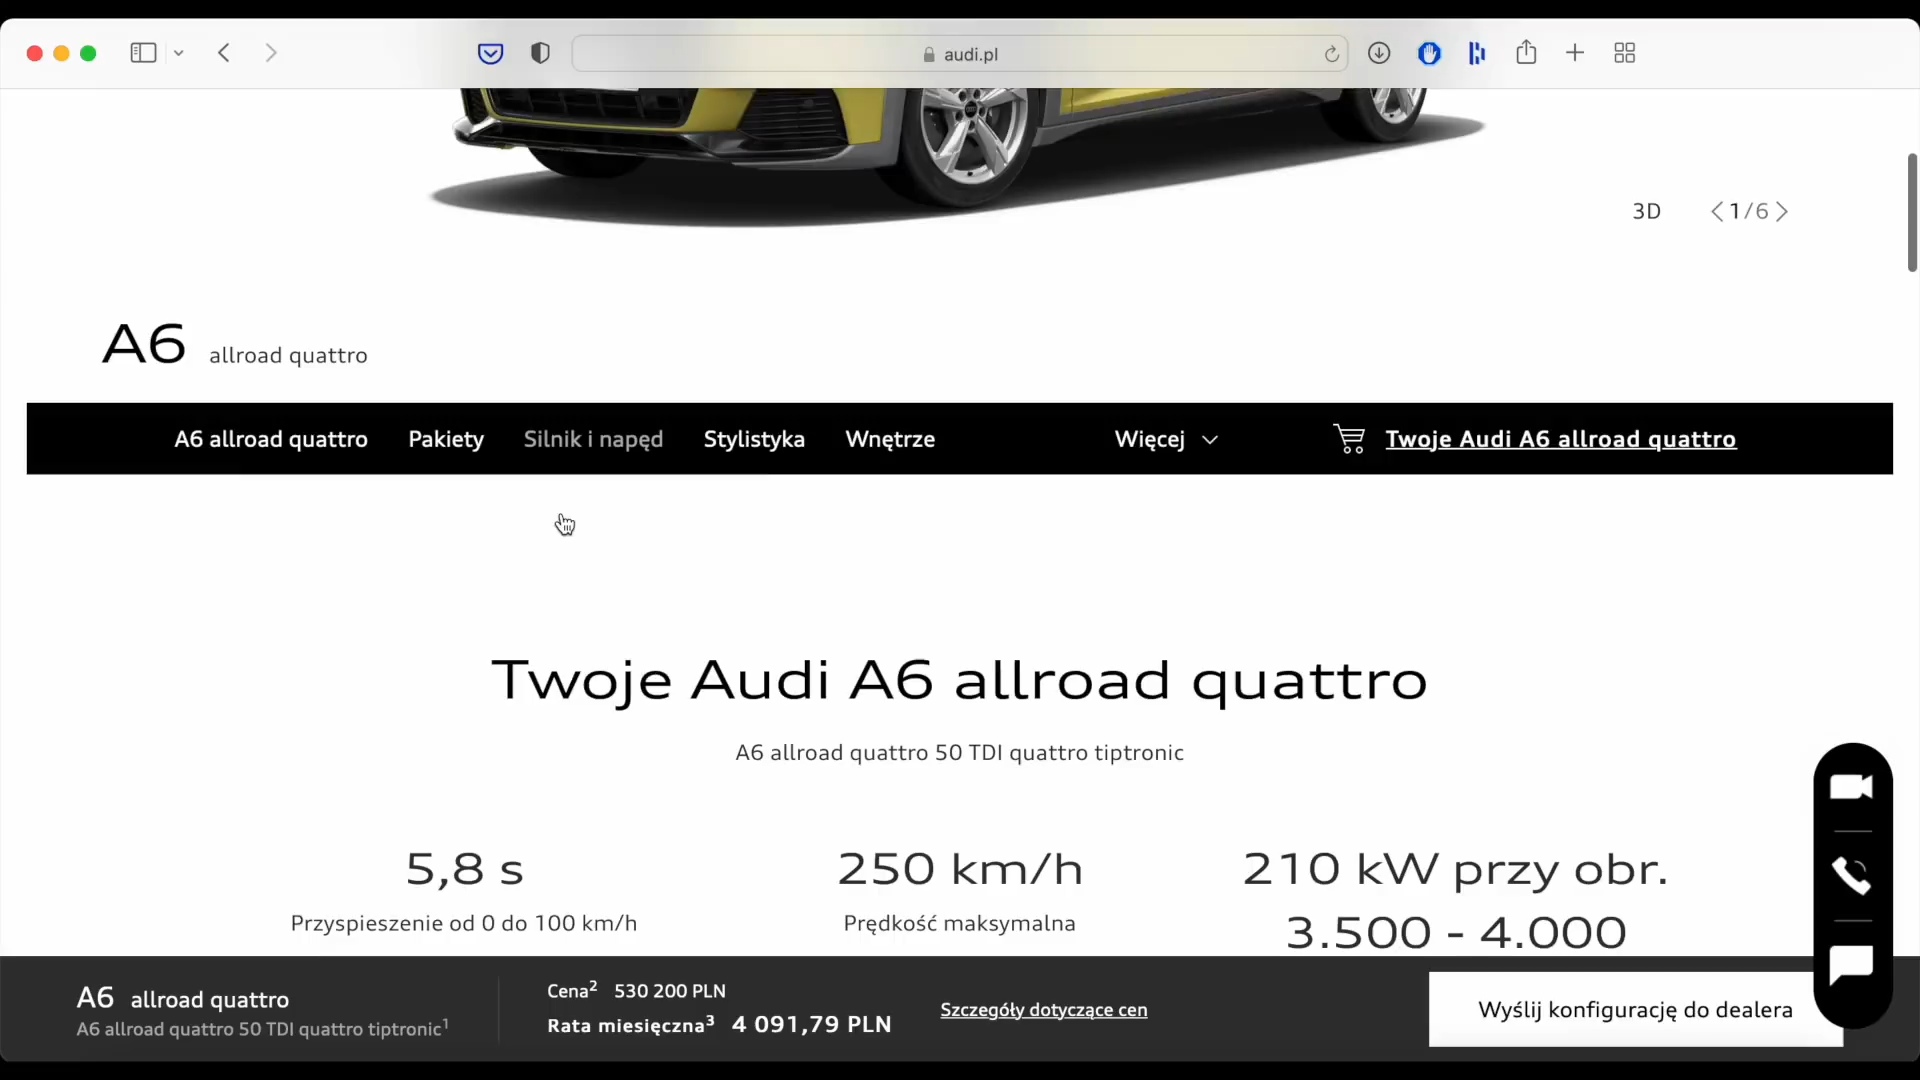 audi.pl
3D
1/6
A6 allroad quattro
A6 allroad quattro Pakiety Silnik i napęd Stylistyka Wnętrze Więcej Twoje Audi A6 allroad quattro
Twoje Audi A6 allroad quattro
A6 allroad quattro 50 TDI quattro tiptronic
5,8 s
Przyspieszenie od 0 do 100 km/h
250 km/h
Prędkość maksymalna
210 kW przy obr.
3.500 - 4.000
A6 allroad quattro
A6 allroad quattro 50 TDI quattro tiptronic¹
Cena² 530 200 PLN
Rata miesięczna³ 4 091,79 PLN
Szczegóły dotyczące cen
Wyślij konfigurację do dealera